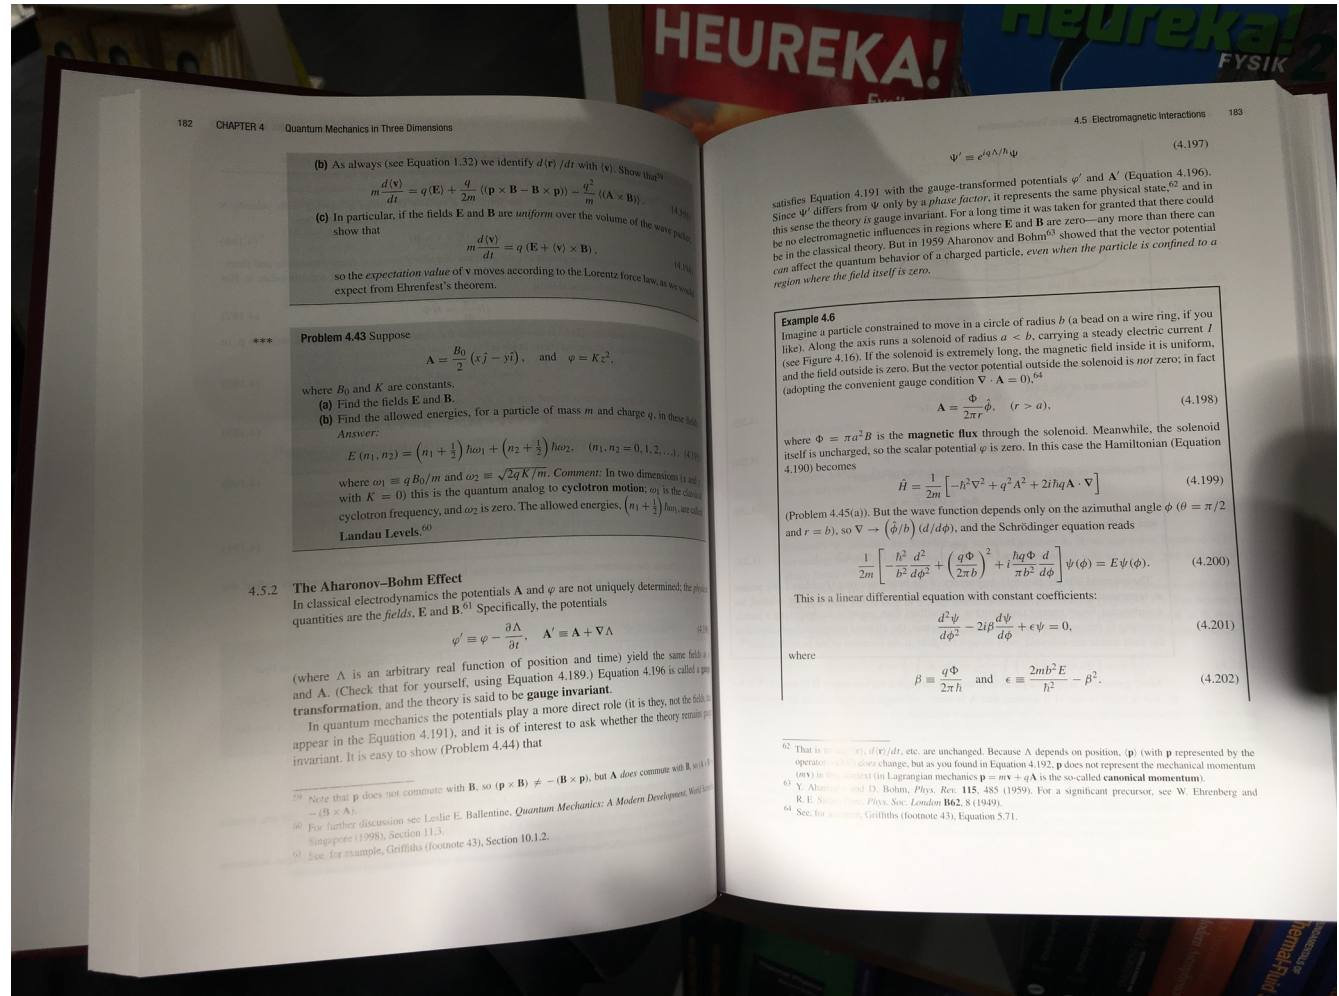 HEUREKA!
Heureka!
FYSIK 2
182 CHAPTER 4 Quantum Mechanics in Three Dimensions
(b) As always (see Equation 1.32) we identify d⟨r⟩/dt with ⟨v⟩. Show that⁵⁹
m d⟨v⟩/dt = q⟨E⟩ + q/2m ⟨(p × B − B × p)⟩ − q²/m ⟨(A × B)⟩.
(c) In particular, if the fields E and B are uniform over the volume of the wave packet,
show that
m d⟨v⟩/dt = q (E + ⟨v⟩ × B),
so the expectation value of v moves according to the Lorentz force law, as we would
expect from Ehrenfest's theorem.
*** Problem 4.43 Suppose
A = B₀/2 (xĵ − yî), and φ = Kz²,
where B₀ and K are constants.
(a) Find the fields E and B.
(b) Find the allowed energies, for a particle of mass m and charge q, in these fields.
Answer:
E(n₁, n₂) = (n₁ + ½) ħω₁ + (n₂ + ½) ħω₂, (n₁, n₂ = 0, 1, 2, …).
where ω₁ ≡ qB₀/m and ω₂ ≡ √2qK/m. Comment: In two dimensions (x and
with K = 0) this is the quantum analog to cyclotron motion; ω₁ is the classical
cyclotron frequency, and ω₂ is zero. The allowed energies, (n₁ + ½) ħω₁, are called
Landau Levels.⁶⁰
4.5.2 The Aharonov–Bohm Effect
In classical electrodynamics the potentials A and φ are not uniquely determined; the
quantities are the fields, E and B.⁶¹ Specifically, the potentials
φ′ ≡ φ − ∂Λ/∂t, A′ ≡ A + ∇Λ
(where Λ is an arbitrary real function of position and time) yield the same fields
and A. (Check that for yourself, using Equation 4.189.) Equation 4.196 is called a
transformation, and the theory is said to be gauge invariant.
In quantum mechanics the potentials play a more direct role (it is they, not the fields,
appear in the Equation 4.191), and it is of interest to ask whether the theory remains
invariant. It is easy to show (Problem 4.44) that
⁵⁹ Note that p does not commute with B, so (p × B) ≠ −(B × p), but A does commute with B, so
−(B × A).
⁶⁰ For further discussion see Leslie E. Ballentine, Quantum Mechanics: A Modern Development, World
Singapore (1998), Section 11.3.
⁶¹ See, for example, Griffiths (footnote 43), Section 10.1.2.
4.5 Electromagnetic Interactions 183
Ψ′ ≡ e^{iqΛ/ħ}Ψ (4.197)
satisfies Equation 4.191 with the gauge-transformed potentials φ′ and A′ (Equation 4.196).
Since Ψ′ differs from Ψ only by a phase factor, it represents the same physical state,⁶² and in
this sense the theory is gauge invariant. For a long time it was taken for granted that there could
be no electromagnetic influences in regions where E and B are zero—any more than there can
be in the classical theory. But in 1959 Aharonov and Bohm⁶³ showed that the vector potential
can affect the quantum behavior of a charged particle, even when the particle is confined to a
region where the field itself is zero.
Example 4.6
Imagine a particle constrained to move in a circle of radius b (a bead on a wire ring, if you
like). Along the axis runs a solenoid of radius a < b, carrying a steady electric current I
(see Figure 4.16). If the solenoid is extremely long, the magnetic field inside it is uniform,
and the field outside is zero. But the vector potential outside the solenoid is not zero; in fact
(adopting the convenient gauge condition ∇ · A = 0),⁶⁴
A = Φ/2πr φ̂, (r > a), (4.198)
where Φ = πa²B is the magnetic flux through the solenoid. Meanwhile, the solenoid
itself is uncharged, so the scalar potential φ is zero. In this case the Hamiltonian (Equation
4.190) becomes
Ĥ = 1/2m [−ħ²∇² + q²A² + 2iħqA · ∇] (4.199)
(Problem 4.45(a)). But the wave function depends only on the azimuthal angle ϕ (θ = π/2
and r = b), so ∇ → (φ̂/b) (d/dϕ), and the Schrödinger equation reads
1/2m [−ħ²/b² d²/dϕ² + (qΦ/2πb)² + i ħqΦ/πb² d/dϕ] ψ(ϕ) = Eψ(ϕ). (4.200)
This is a linear differential equation with constant coefficients:
d²ψ/dϕ² − 2iβ dψ/dϕ + ϵψ = 0, (4.201)
where
β ≡ qΦ/2πħ and ϵ ≡ 2mb²E/ħ² − β². (4.202)
⁶² That is d⟨r⟩/dt, etc. are unchanged. Because Λ depends on position, ⟨p⟩ (with p represented by the
operator does change, but as you found in Equation 4.192, p does not represent the mechanical momentum
(mv) in (in Lagrangian mechanics p = mv + qA is the so-called canonical momentum).
⁶³ Y. and D. Bohm, Phys. Rev. 115, 485 (1959). For a significant precursor, see W. Ehrenberg and
R. E. Phys. Soc. London B62, 8 (1949).
⁶⁴ See, for Griffiths (footnote 43), Equation 5.71.
FUNDAMENTALS OF
Thermal-Fluid